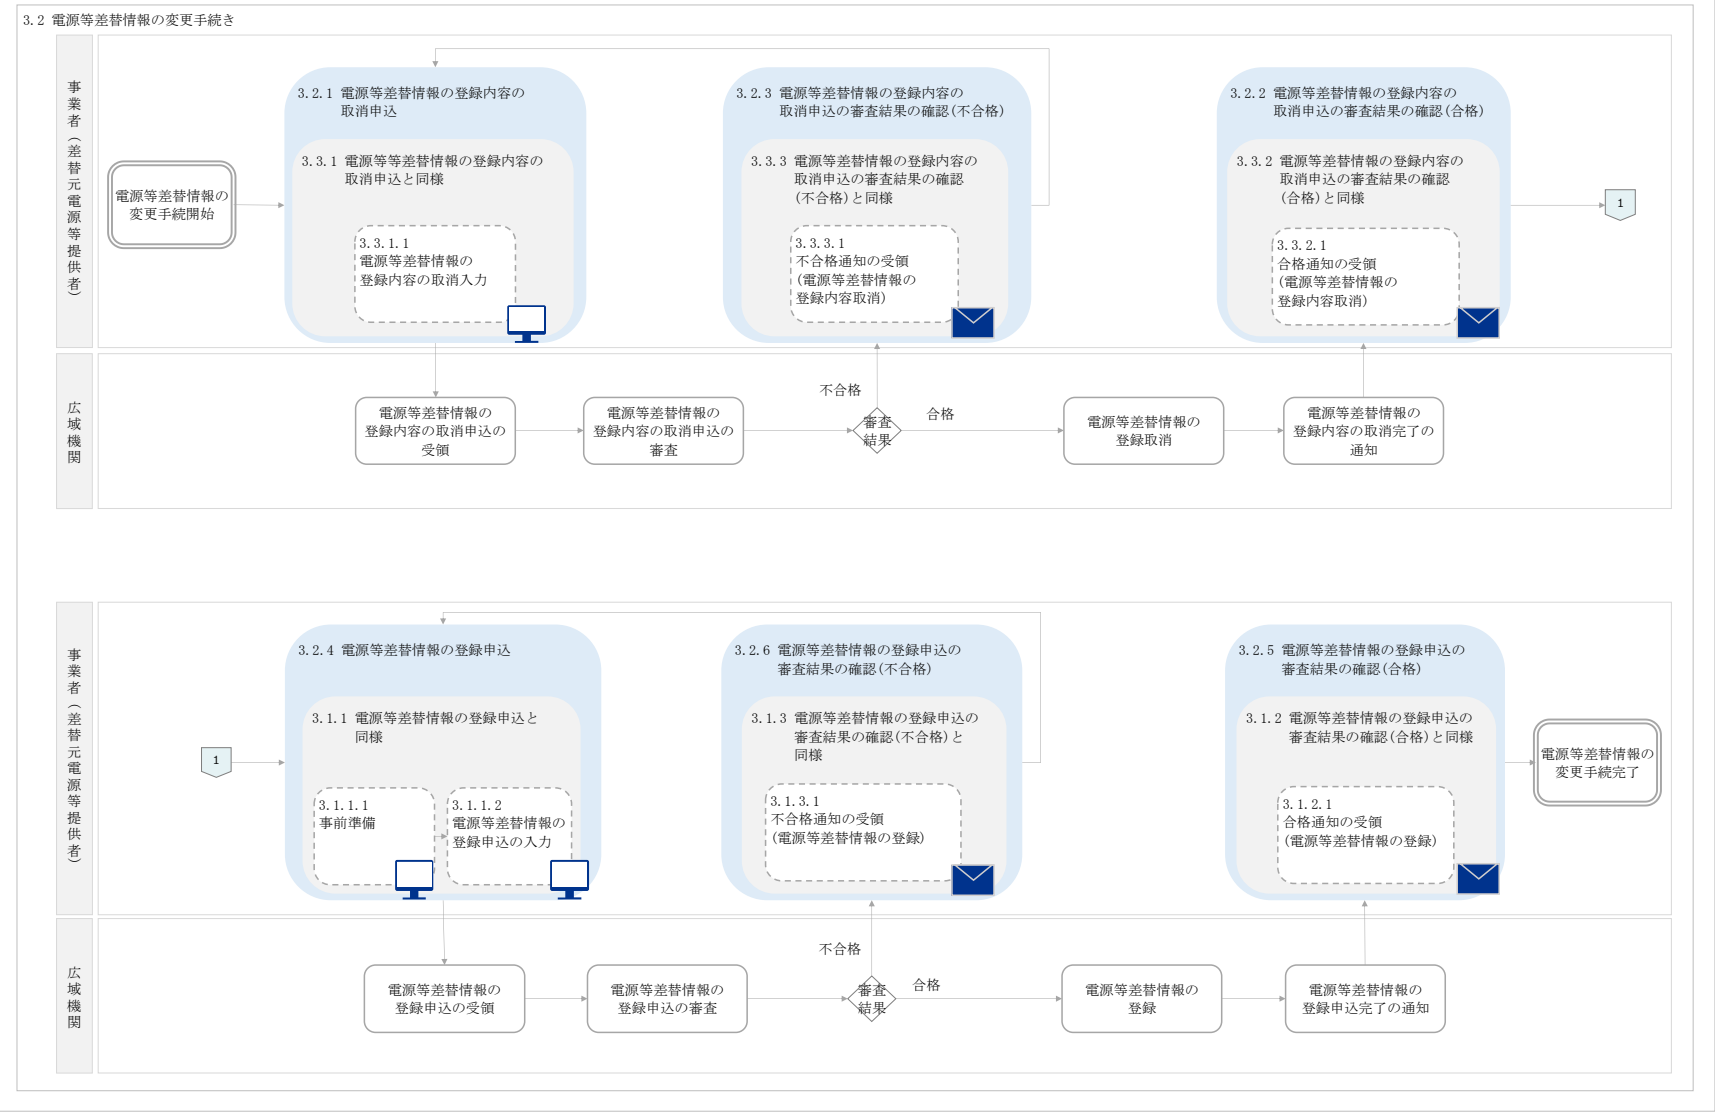 3.2 電源等差替情報の変更手続き
事業者(差替元電源等提供者)
電源等差替情報の
変更手続開始
3.2.1 電源等差替情報の登録内容の
取消申込
3.3.1 電源等等差替情報の登録内容の
取消申込と同様
3.3.1.1
電源等差替情報の
登録内容の取消入力
3.2.3 電源等差替情報の登録内容の
取消申込の審査結果の確認(不合格)
3.3.3 電源等差替情報の登録内容の
取消申込の審査結果の確認
(不合格)と同様
3.3.3.1
不合格通知の受領
(電源等差替情報の
登録内容取消)
3.2.2 電源等差替情報の登録内容の
取消申込の審査結果の確認(合格)
3.3.2 電源等差替情報の登録内容の
取消申込の審査結果の確認
(合格)と同様
3.3.2.1
合格通知の受領
(電源等差替情報の
登録内容取消)
1
広域機関
電源等差替情報の
登録内容の取消申込の
受領
電源等差替情報の
登録内容の取消申込の
審査
不合格
審査
結果
合格
電源等差替情報の
登録取消
電源等差替情報の
登録内容の取消完了の
通知
事業者(差替元電源等提供者)
1
3.2.4 電源等差替情報の登録申込
3.1.1 電源等差替情報の登録申込と
同様
3.1.1.1
事前準備
3.1.1.2
電源等差替情報の
登録申込の入力
3.2.6 電源等差替情報の登録申込の
審査結果の確認(不合格)
3.1.3 電源等差替情報の登録申込の
審査結果の確認(不合格)と
同様
3.1.3.1
不合格通知の受領
(電源等差替情報の登録)
3.2.5 電源等差替情報の登録申込の
審査結果の確認(合格)
3.1.2 電源等差替情報の登録申込の
審査結果の確認(合格)と同様
3.1.2.1
合格通知の受領
(電源等差替情報の登録)
電源等差替情報の
変更手続完了
広域機関
電源等差替情報の
登録申込の受領
電源等差替情報の
登録申込の審査
不合格
審査
結果
合格
電源等差替情報の
登録
電源等差替情報の
登録申込完了の通知